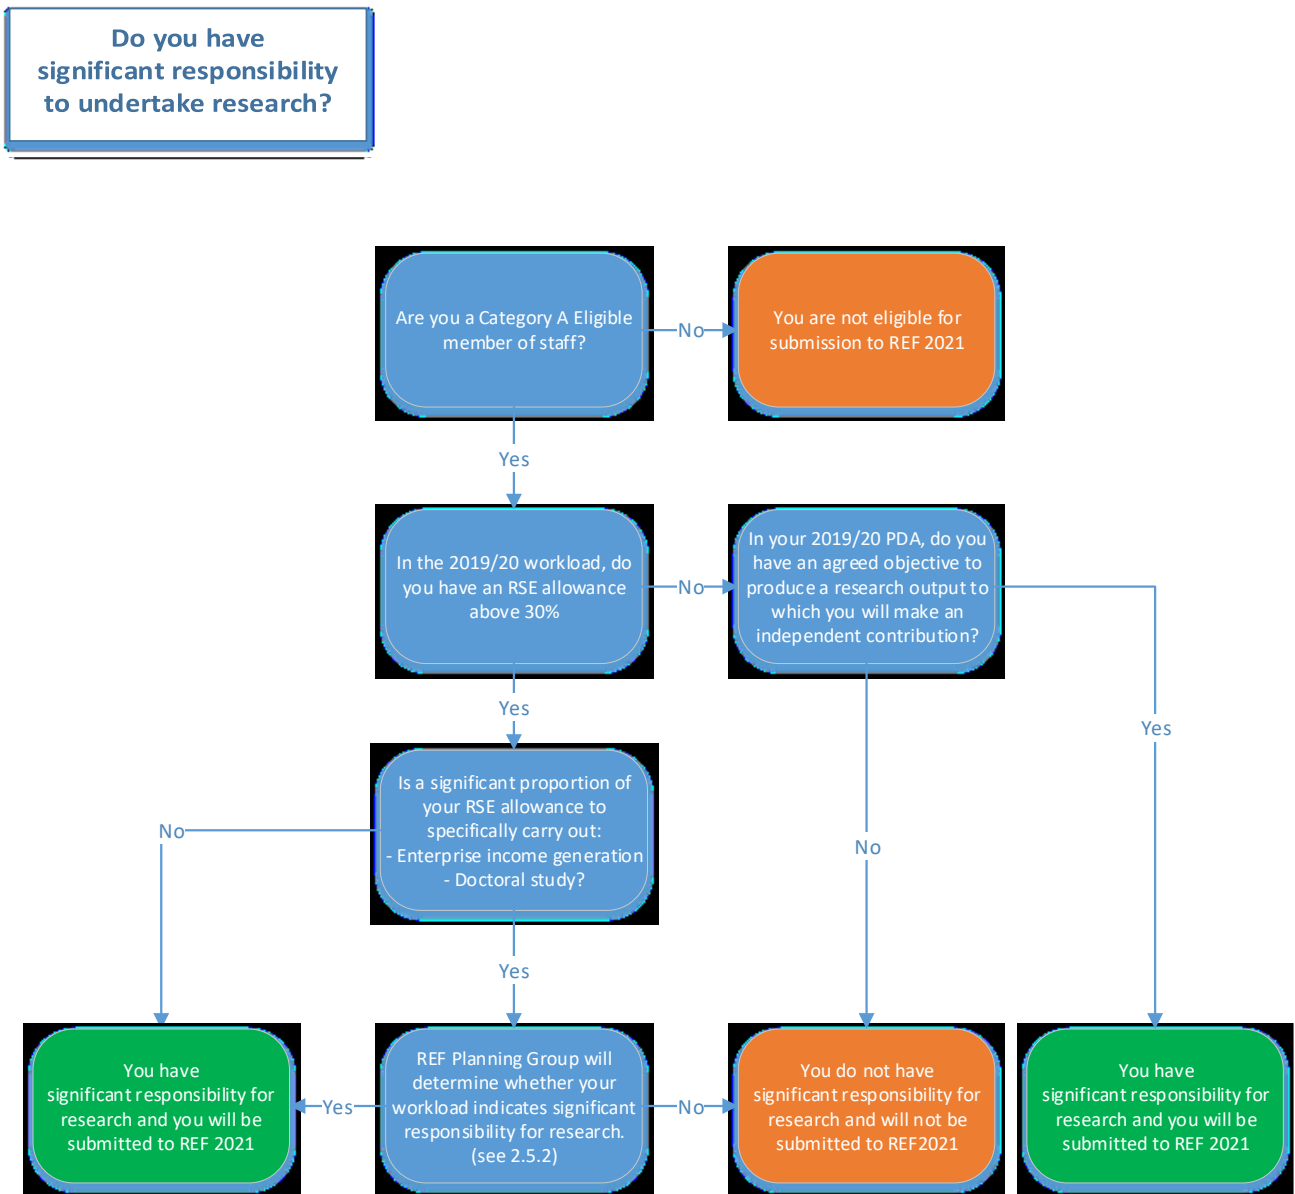 Do you have
significant responsibility
to undertake research?
Are you a Category A Eligible
member of staff?
No
You are not eligible for
submission to REF 2021
Yes
In the 2019/20 workload, do
you have an RSE allowance
above 30%
No
In your 2019/20 PDA, do you
have an agreed objective to
produce a research output to
which you will make an
independent contribution?
Yes
Yes
Is a significant proportion of
your RSE allowance to
specifically carry out:
- Enterprise income generation
- Doctoral study?
No
No
Yes
You have
significant responsibility for
research and you will be
submitted to REF 2021
Yes
REF Planning Group will
determine whether your
workload indicates significant
responsibility for research.
(see 2.5.2)
No
You do not have
significant responsibility for
research and will not be
submitted to REF2021
You have
significant responsibility for
research and you will be
submitted to REF 2021